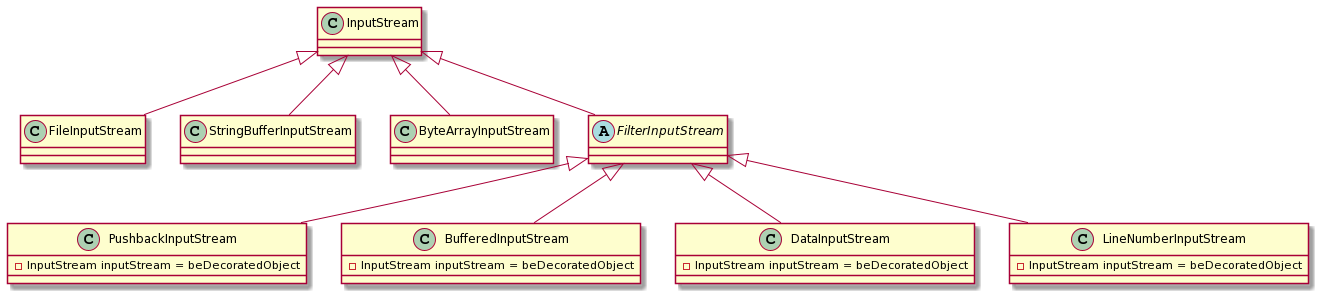 C InputStream
C FileInputStream
C StringBufferInputStream
C ByteArrayInputStream
A FilterInputStream
C PushbackInputStream
InputStream inputStream = beDecoratedObject
C BufferedInputStream
InputStream inputStream = beDecoratedObject
C DataInputStream
InputStream inputStream = beDecoratedObject
C LineNumberInputStream
InputStream inputStream = beDecoratedObject